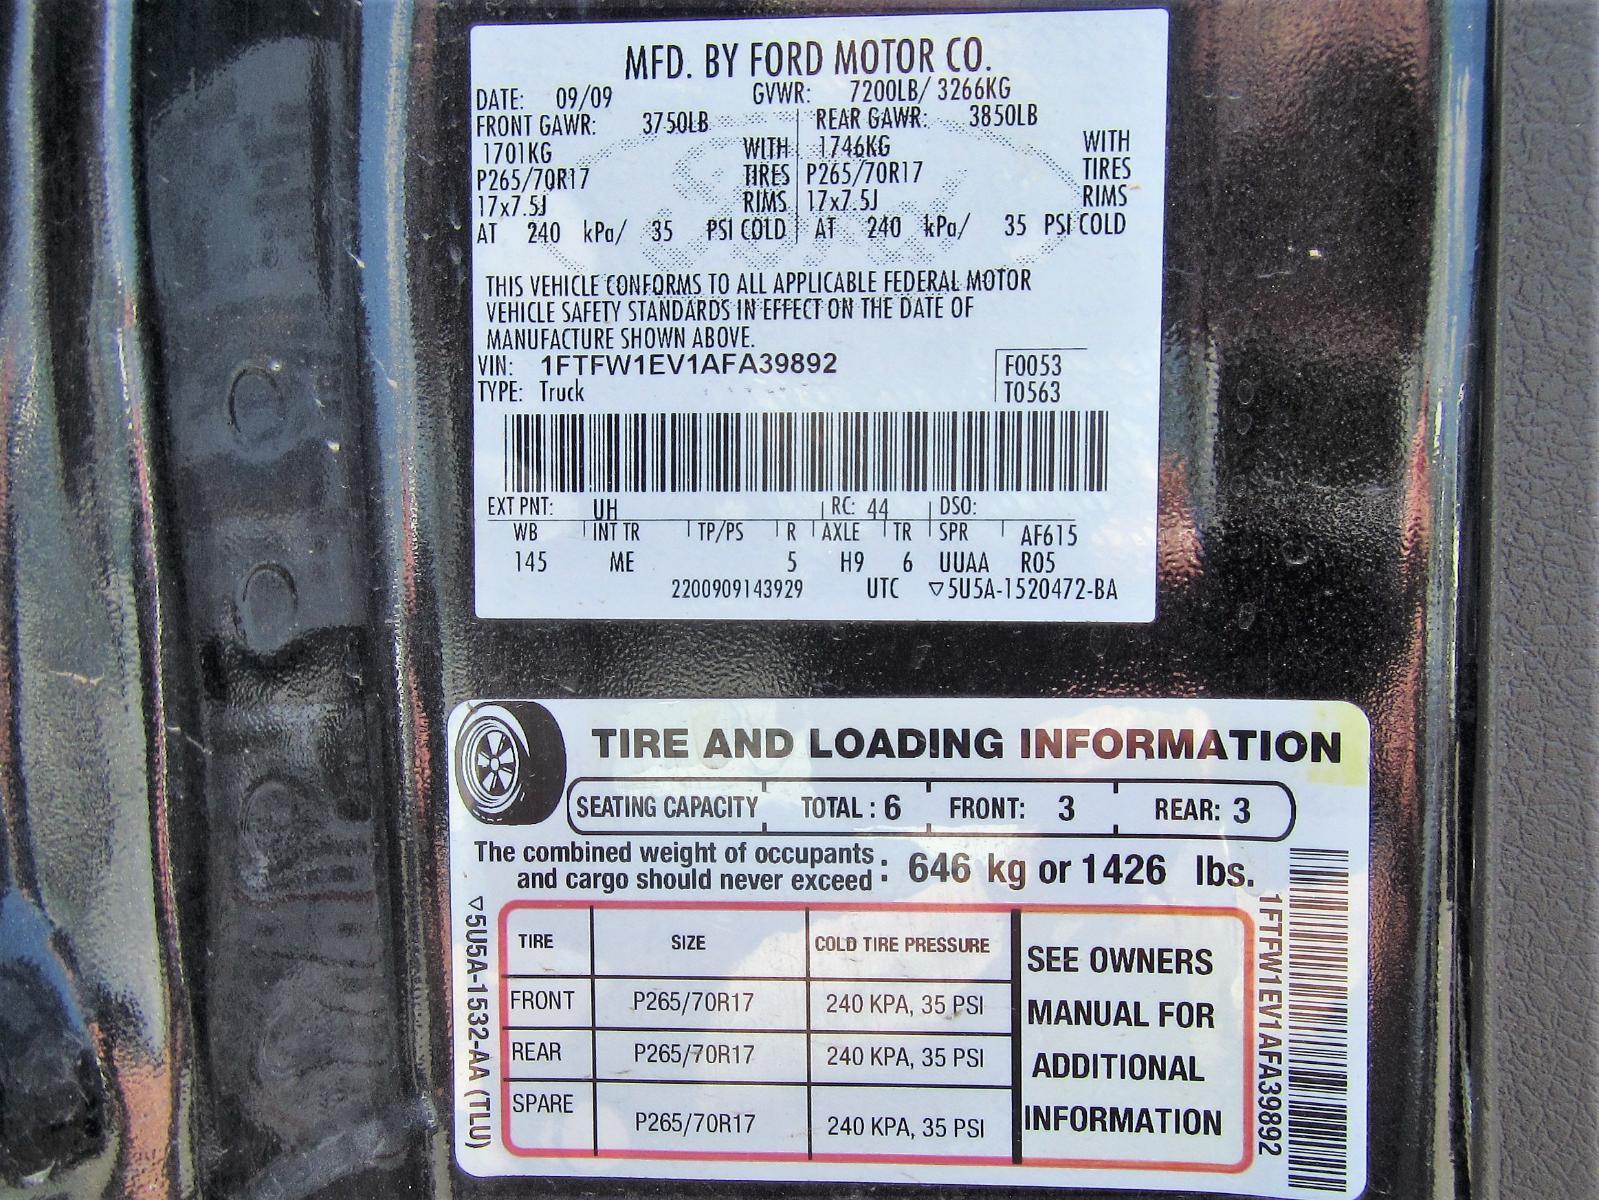 MFD. BY FORD MOTOR CO.
DATE: 09/09 GVWR: 7200LB/ 3266KG
FRONT GAWR: 3750LB REAR GAWR: 3850LB
1701KG WITH 1746KG WITH
P265/70R17 TIRES P265/70R17 TIRES
17x7.5J RIMS 17x7.5J RIMS
AT 240 kPa/ 35 PSI COLD AT 240 kPa/ 35 PSI COLD
THIS VEHICLE CONFORMS TO ALL APPLICABLE FEDERAL MOTOR
VEHICLE SAFETY STANDARDS IN EFFECT ON THE DATE OF
MANUFACTURE SHOWN ABOVE.
VIN: 1FTFW1EV1AFA39892 F0053
TYPE: Truck T0563
EXT PNT: UH RC: 44 DSO:
WB INT TR TP/PS R AXLE TR SPR AF615
145 ME 5 H9 6 UUAA R05
2200909143929 UTC ▽5U5A-1520472-BA
TIRE AND LOADING INFORMATION
SEATING CAPACITY TOTAL : 6 FRONT: 3 REAR: 3
The combined weight of occupants
and cargo should never exceed : 646 kg or 1426 lbs.
TIRE SIZE COLD TIRE PRESSURE
FRONT P265/70R17 240 KPA, 35 PSI
REAR P265/70R17 240 KPA, 35 PSI
SPARE P265/70R17 240 KPA, 35 PSI
SEE OWNERS
MANUAL FOR
ADDITIONAL
INFORMATION
▽5U5A-1532-AA (TLU)
1FTFW1EV1AFA39892